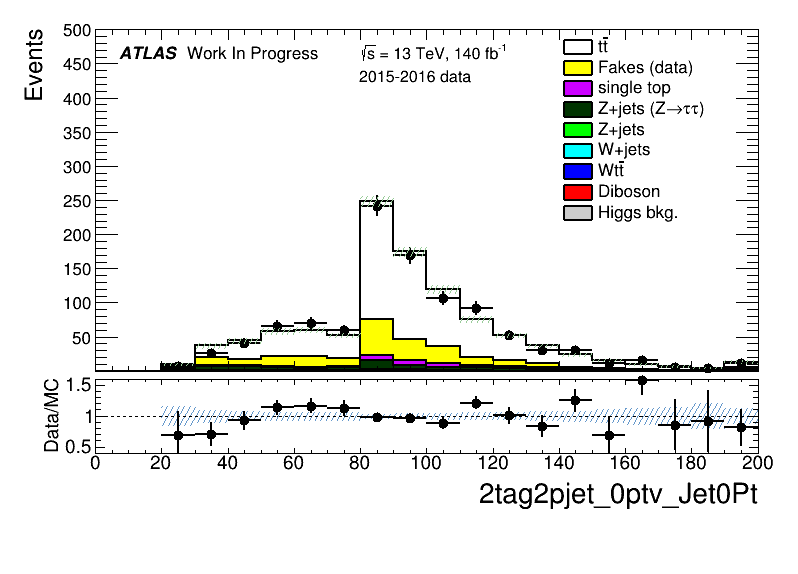 500
450
400
350
300
250
200
150
100
50
Events
ATLAS Work In Progress
√s = 13 TeV, 140 fb⁻¹
2015-2016 data
tt̄
Fakes (data)
single top
Z+jets (Z→ττ)
Z+jets
W+jets
Wtt̄
Diboson
Higgs bkg.
1.5
1
0.5
Data/MC
0 20 40 60 80 100 120 140 160 180 200
2tag2pjet_0ptv_Jet0Pt